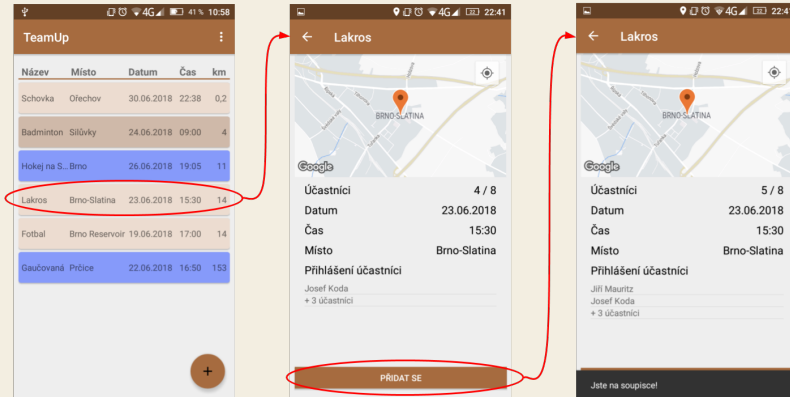 41 % 10:58
TeamUp
Název Místo Datum Čas km
Schovka Ořechov 30.06.2018 22:38 0,2
Badminton Silůvky 24.06.2018 09:00 4
Hokej na S... Brno 26.06.2018 19:05 11
Lakros Brno-Slatina 23.06.2018 15:30 14
Fotbal Brno Reservoir 19.06.2018 17:00 14
Gaučovaná Prčice 22.06.2018 16:50 153
+
4G 22:41
Lakros
BRNO-SLATINA
Google
Účastníci 4 / 8
Datum 23.06.2018
Čas 15:30
Místo Brno-Slatina
Přihlášení účastníci
Josef Koda
+ 3 účastníci
PŘIDAT SE
4G 22:41
Lakros
BRNO-SLATINA
Google
Účastníci 5 / 8
Datum 23.06.2018
Čas 15:30
Místo Brno-Slatina
Přihlášení účastníci
Jiří Mauritz
Josef Koda
+ 3 účastníci
Jste na soupisce!